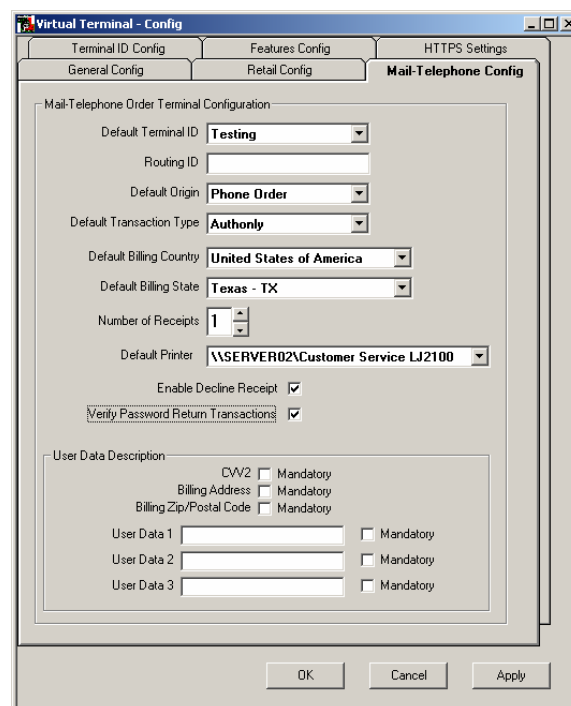 Virtual Terminal - Config
Terminal ID Config Features Config HTTPS Settings
General Config Retail Config Mail-Telephone Config
Mail-Telephone Order Terminal Configuration
Default Terminal ID Testing
Routing ID
Default Origin Phone Order
Default Transaction Type Authonly
Default Billing Country United States of America
Default Billing State Texas - TX
Number of Receipts 1
Default Printer \\SERVER02\Customer Service LJ2100
Enable Decline Receipt
Verify Password Return Transactions
User Data Description
CVV2 Mandatory
Billing Address Mandatory
Billing Zip/Postal Code Mandatory
User Data 1 Mandatory
User Data 2 Mandatory
User Data 3 Mandatory
OK Cancel Apply